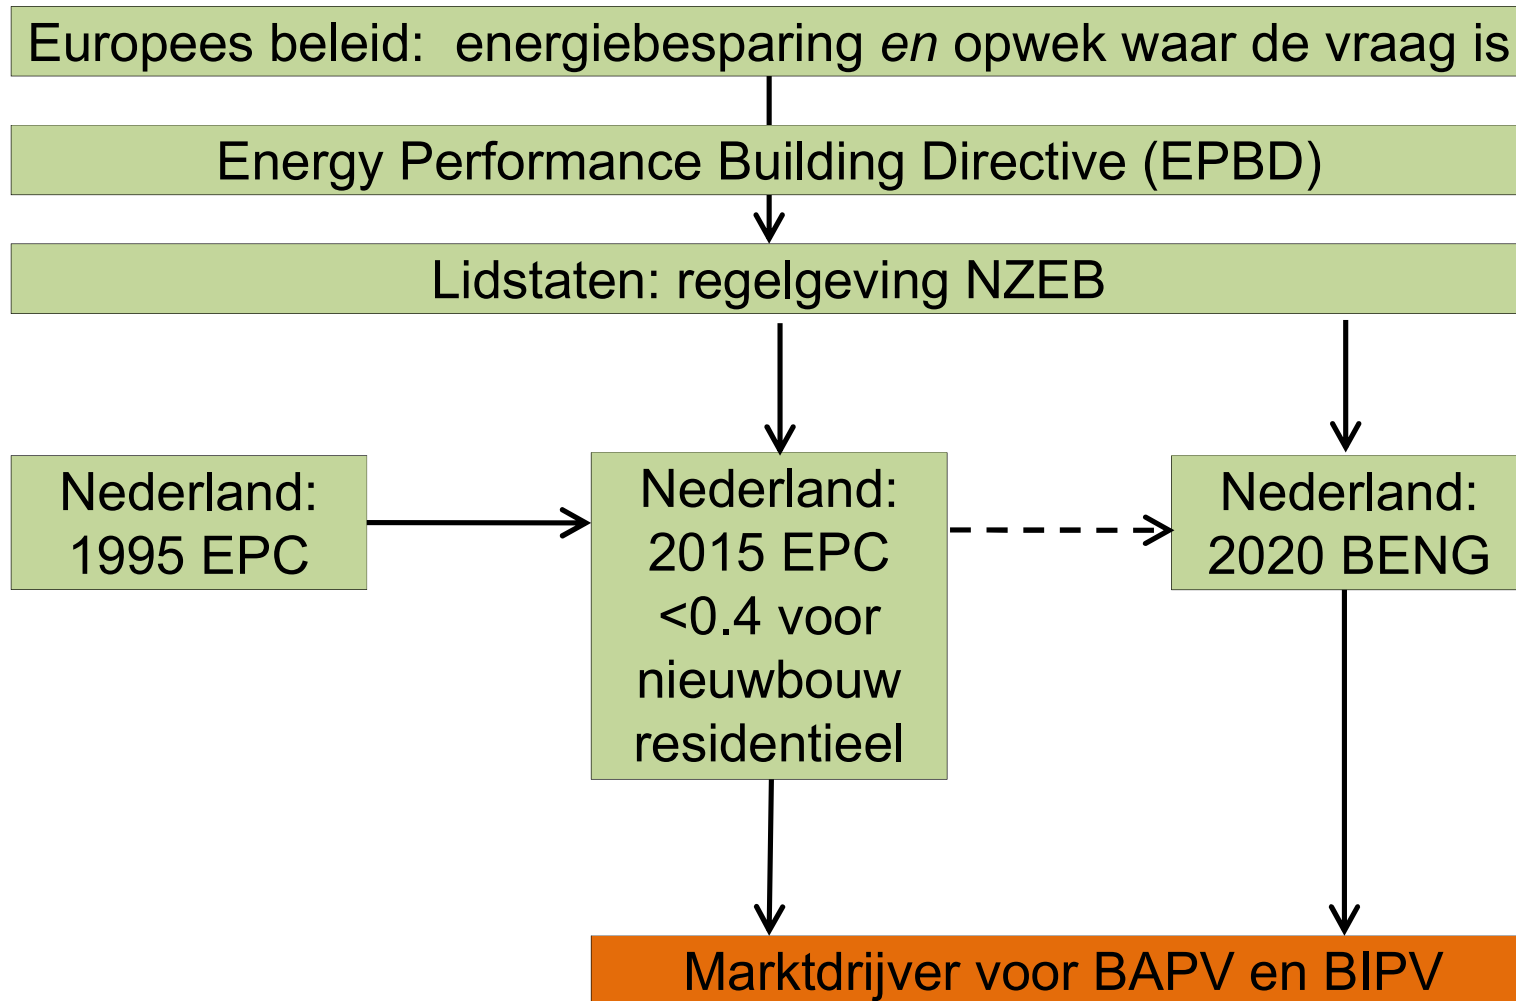 Europees beleid: energiebesparing en opwek waar de vraag is
Energy Performance Building Directive (EPBD)
Lidstaten: regelgeving NZEB
Nederland:
1995 EPC
Nederland:
2015 EPC
<0.4 voor
nieuwbouw
residentieel
Nederland:
2020 BENG
Marktdrijver voor BAPV en BIPV